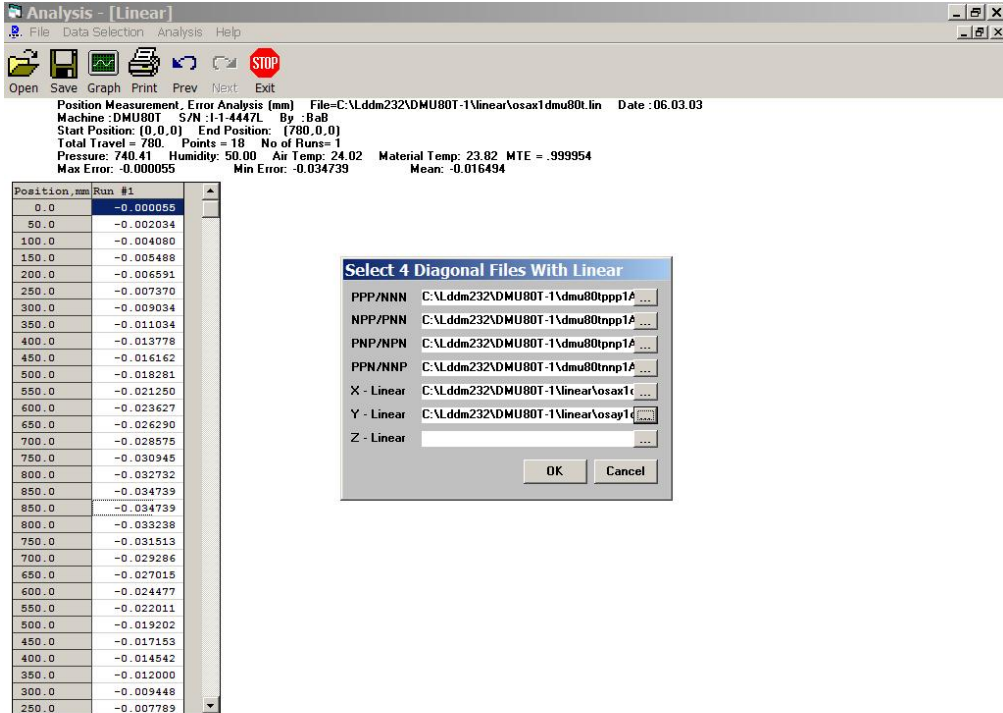 Analysis - [Linear]
File Data Selection Analysis Help
Open Save Graph Print Prev Next STOP Exit
Position Measurement, Error Analysis (mm) File=C:\Lddm232\DMU80T-1\linear\osax1dmu80t.lin Date :06.03.03
Machine :DMU80T S/N :I-1-4447L By :BaB
Start Position: (0,0,0) End Position: (780,0,0)
Total Travel = 780. Points = 18 No of Runs= 1
Pressure: 740.41 Humidity: 50.00 Air Temp: 24.02 Material Temp: 23.82 MTE = .999954
Max Error: -0.000055 Min Error: -0.034739 Mean: -0.016494
Position,mm Run #1
0.0 -0.000055
50.0 -0.002034
100.0 -0.004080
150.0 -0.005488
200.0 -0.006591
250.0 -0.007370
300.0 -0.009034
350.0 -0.011034
400.0 -0.013778
450.0 -0.016162
500.0 -0.018281
550.0 -0.021250
600.0 -0.023627
650.0 -0.026290
700.0 -0.028575
750.0 -0.030945
800.0 -0.032732
850.0 -0.034739
850.0 -0.034739
800.0 -0.033238
750.0 -0.031513
700.0 -0.029286
650.0 -0.027015
600.0 -0.024477
550.0 -0.022011
500.0 -0.019202
450.0 -0.017153
400.0 -0.014542
350.0 -0.012000
300.0 -0.009448
250.0 -0.007789
Select 4 Diagonal Files With Linear
PPP/NNN C:\Lddm232\DMU80T-1\dmu80tppp1A ...
NPP/PNN C:\Lddm232\DMU80T-1\dmu80tnpp1A ...
PNP/NPN C:\Lddm232\DMU80T-1\dmu80tpnp1A ...
PPN/NNP C:\Lddm232\DMU80T-1\dmu80tnnp1A ...
X - Linear C:\Lddm232\DMU80T-1\linear\osax1d ...
Y - Linear C:\Lddm232\DMU80T-1\linear\osay1d ...
Z - Linear ...
OK Cancel